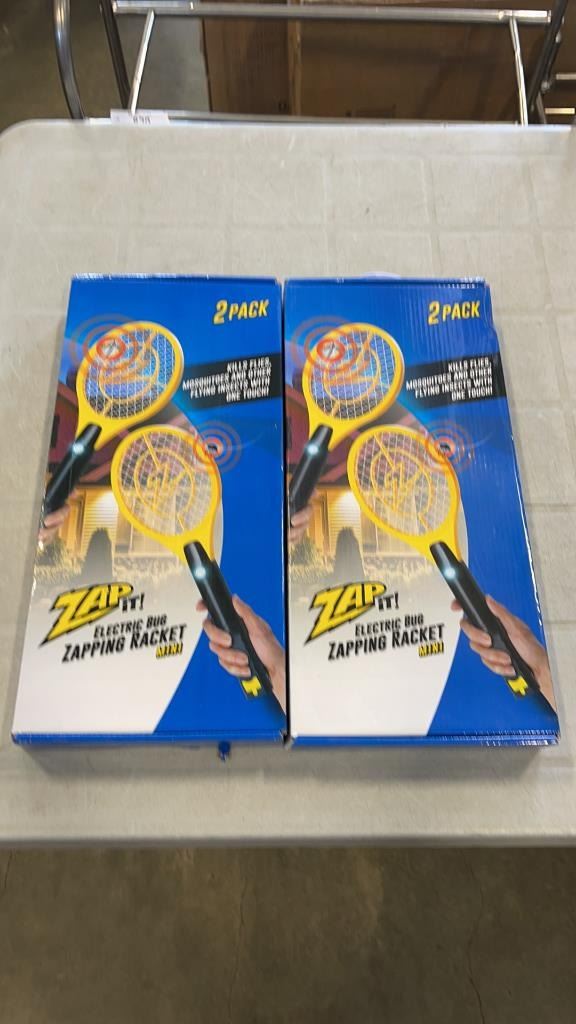 830
2 PACK
KILLS FLIES,
MOSQUITOES, AND OTHER
FLYING INSECTS WITH
ONE TOUCH!
ZAP IT!
ELECTRIC BUG
ZAPPING RACKET
MINI
2 PACK
KILLS FLIES,
MOSQUITOES, AND OTHER
FLYING INSECTS WITH
ONE TOUCH!
ZAP IT!
ELECTRIC BUG
ZAPPING RACKET
MINI